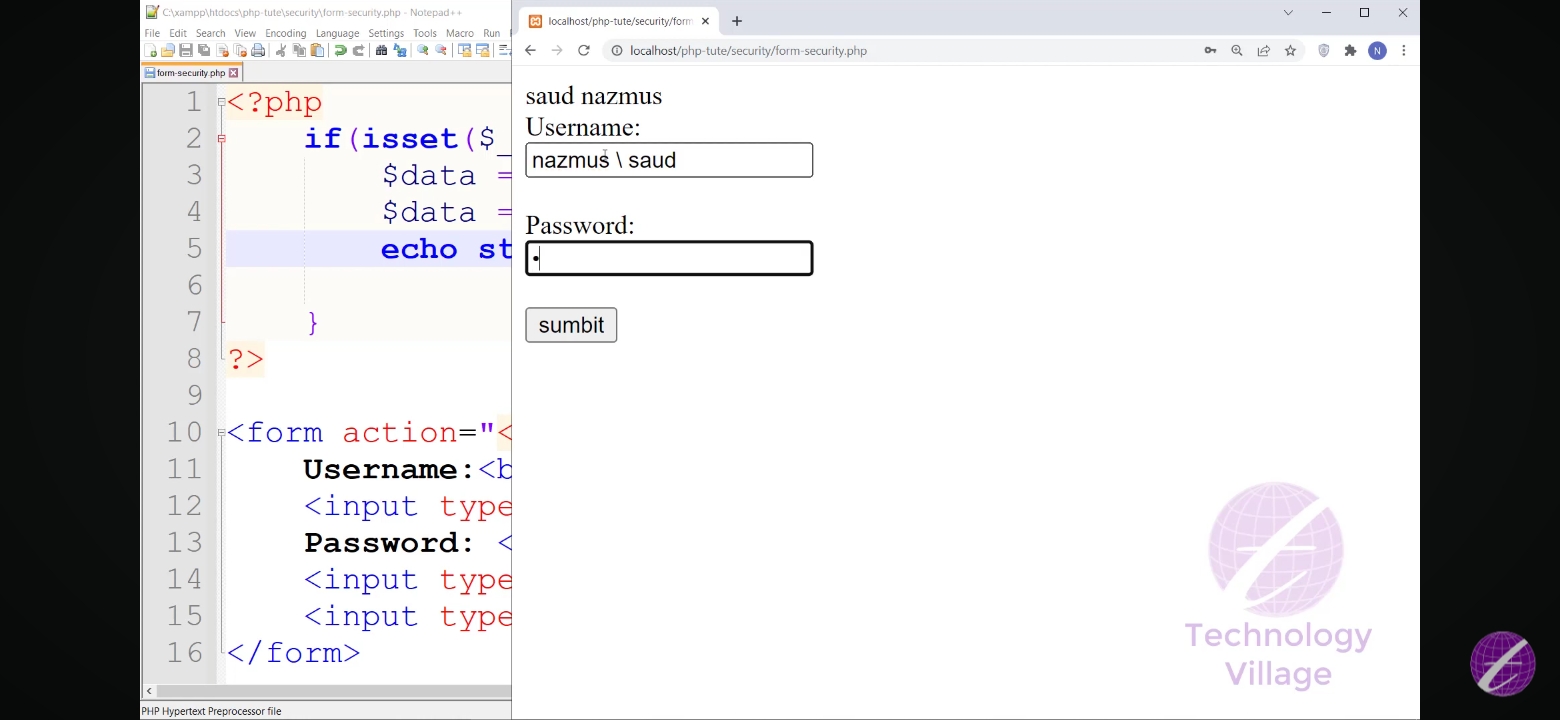 C:\xampp\htdocs\php-tute\security\form-security.php - Notepad++
File Edit Search View Encoding Language Settings Tools Macro Run
form-security.php
1 <?php
2 if(isset($_
3 $data =
4 $data =
5 echo st
6
7 }
8 ?>
9
10 <form action="<
11 Username:<b
12 <input type
13 Password: <
14 <input type
15 <input type
16 </form>
PHP Hypertext Preprocessor file
localhost/php-tute/security/form
localhost/php-tute/security/form-security.php
N
saud nazmus
Username:
nazmus \ saud
Password:
•
sumbit
Technology
Village